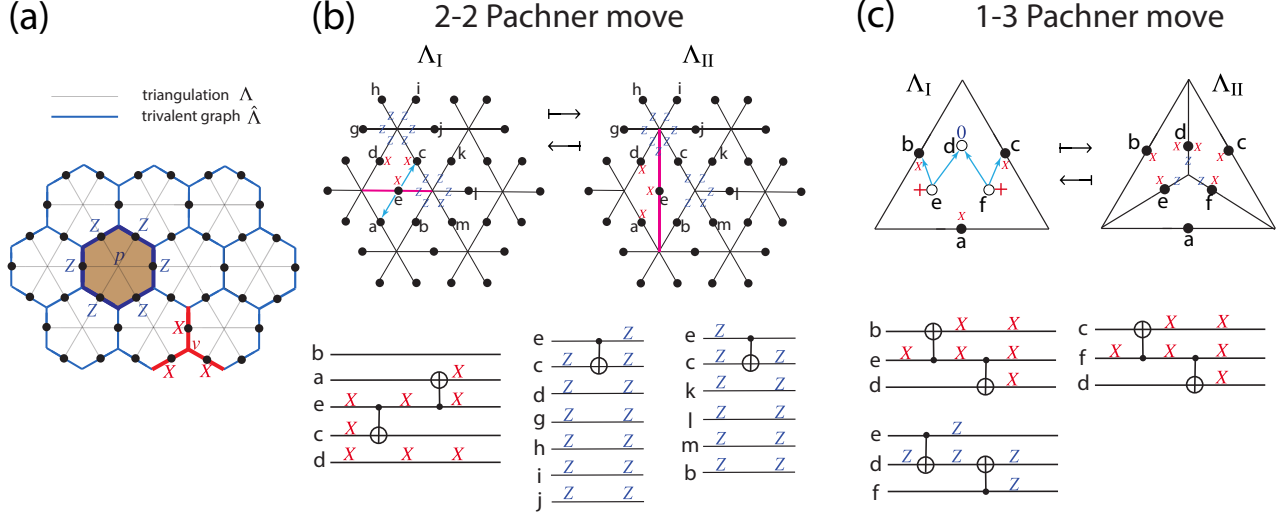 (a)
triangulation Λ
trivalent graph Λ̂
Z Z
Z p Z
Z Z
X
v
X X
(b) 2-2 Pachner move
Λ_I
Λ_II
h i
Z Z
g Z Z j
Z Z
d c k
X X
X Z Z
e Z Z l
Z Z
a b m
h i
Z Z
g Z Z j
Z Z
d c k
X
X Z Z
e Z Z l
X
a b m
b
a X
e X X X
c X
d X X X
e Z
c Z Z
d Z Z
g Z Z
h Z Z
i Z Z
j Z Z
e Z
c Z Z
k Z Z
l Z Z
m Z Z
b Z Z
(c) 1-3 Pachner move
Λ_I
Λ_II
0
b d c
X X
+ +
e f
X
a
d
b c
X X X X
Z
X Z Z X
e f
a
b X X
e X X X
d X
c X X
f X X X
d X
e Z
d Z Z Z
f Z